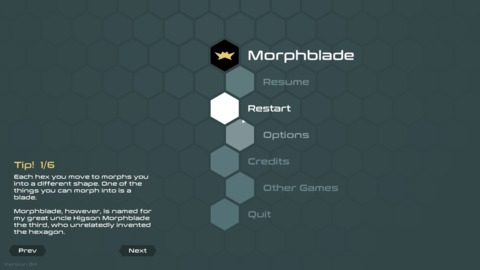 Morphblade
Resume
Restart
Options
Credits
Other Games
Quit
Tip! 1/6
Each hex you move to morphs you
into a different shape. One of the
things you can morph into is a
blade.
Morphblade, however, is named for
my great uncle Higson Morphblade
the third, who unrelatedly invented
the hexagon.
Prev
Next